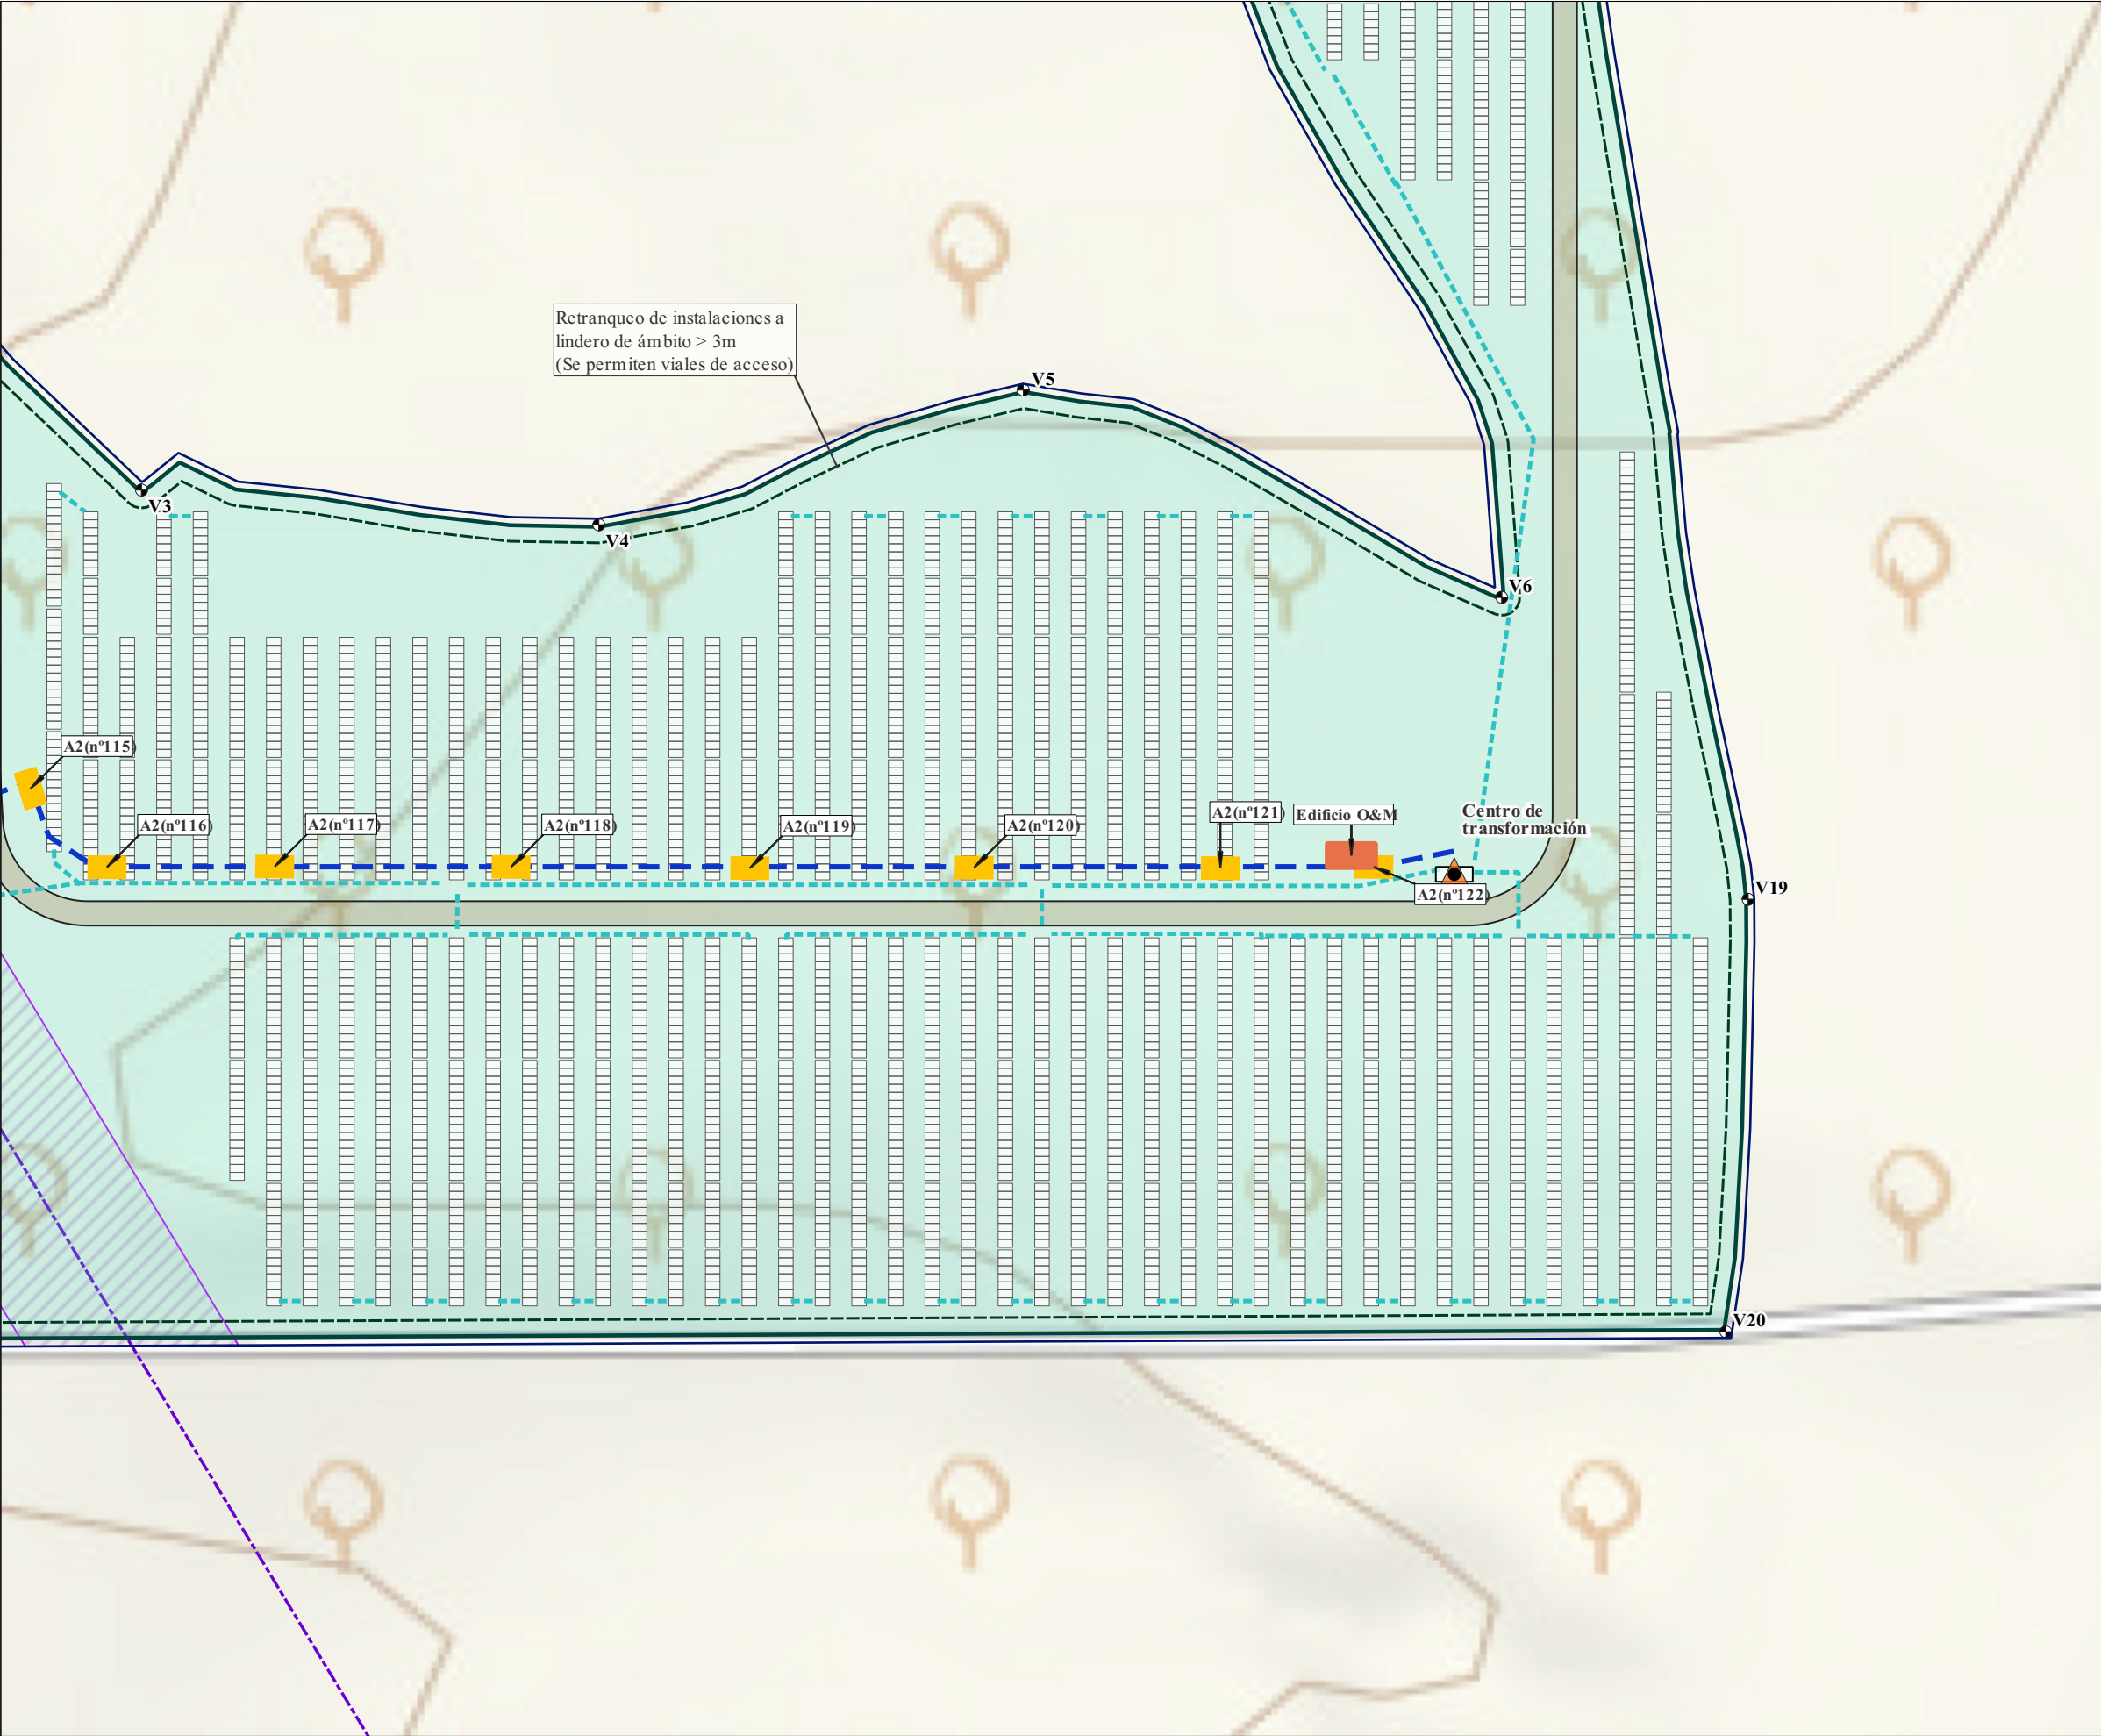 Retranqueo de instalaciones a
lindero de ámbito > 3m
(Se permiten viales de acceso)
V5
V3
V4
V6
A2(nº115)
A2(nº116)
A2(nº117)
A2(nº118)
A2(nº119)
A2(nº120)
A2(nº121)
Edificio O&M
Centro de
transformación
A2(nº122)
V19
V20